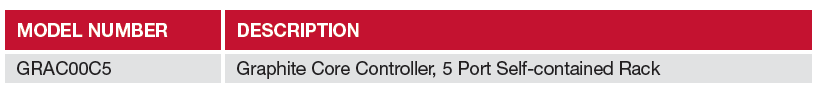 MODEL NUMBER DESCRIPTION
GRAC00C5 Graphite Core Controller, 5 Port Self-contained Rack